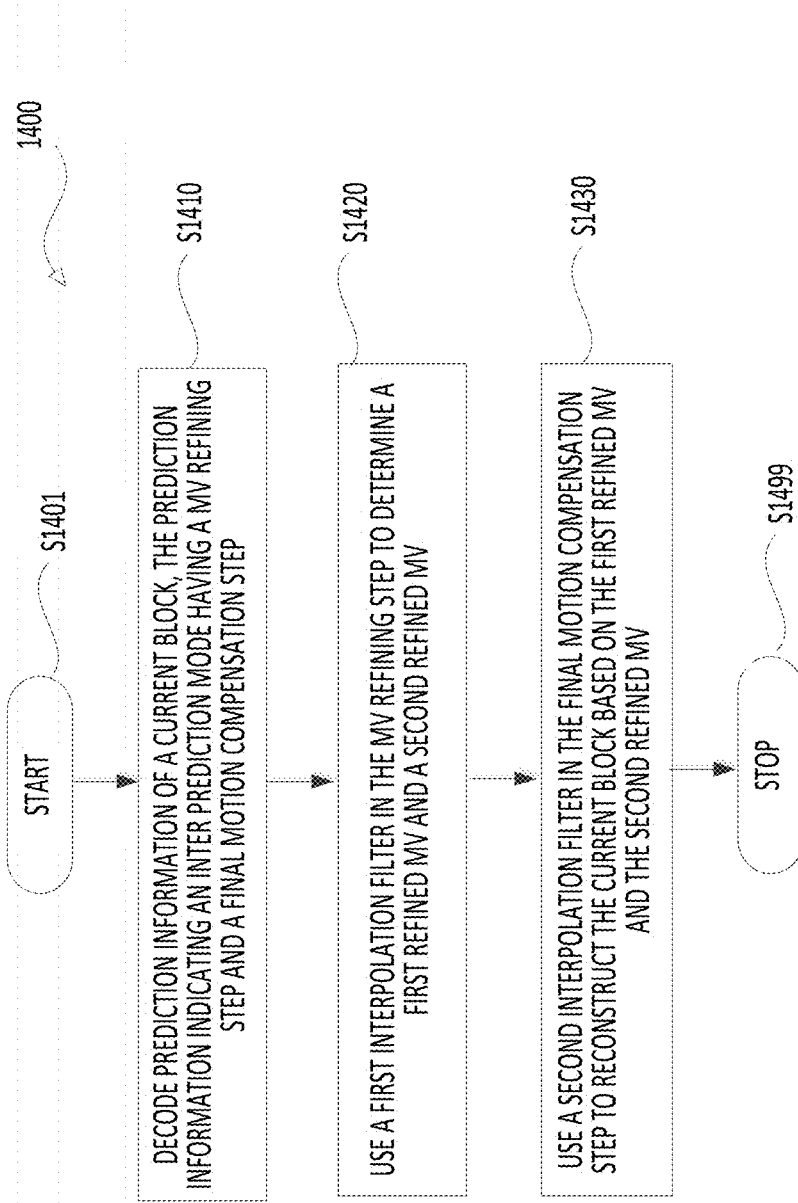 1400
START
S1401
DECODE PREDICTION INFORMATION OF A CURRENT BLOCK, THE PREDICTION
INFORMATION INDICATING AN INTER PREDICTION MODE HAVING A MV REFINING
STEP AND A FINAL MOTION COMPENSATION STEP
S1410
USE A FIRST INTERPOLATION FILTER IN THE MV REFINING STEP TO DETERMINE A
FIRST REFINED MV AND A SECOND REFINED MV
S1420
USE A SECOND INTERPOLATION FILTER IN THE FINAL MOTION COMPENSATION
STEP TO RECONSTRUCT THE CURRENT BLOCK BASED ON THE FIRST REFINED MV
AND THE SECOND REFINED MV
S1430
STOP
S1499